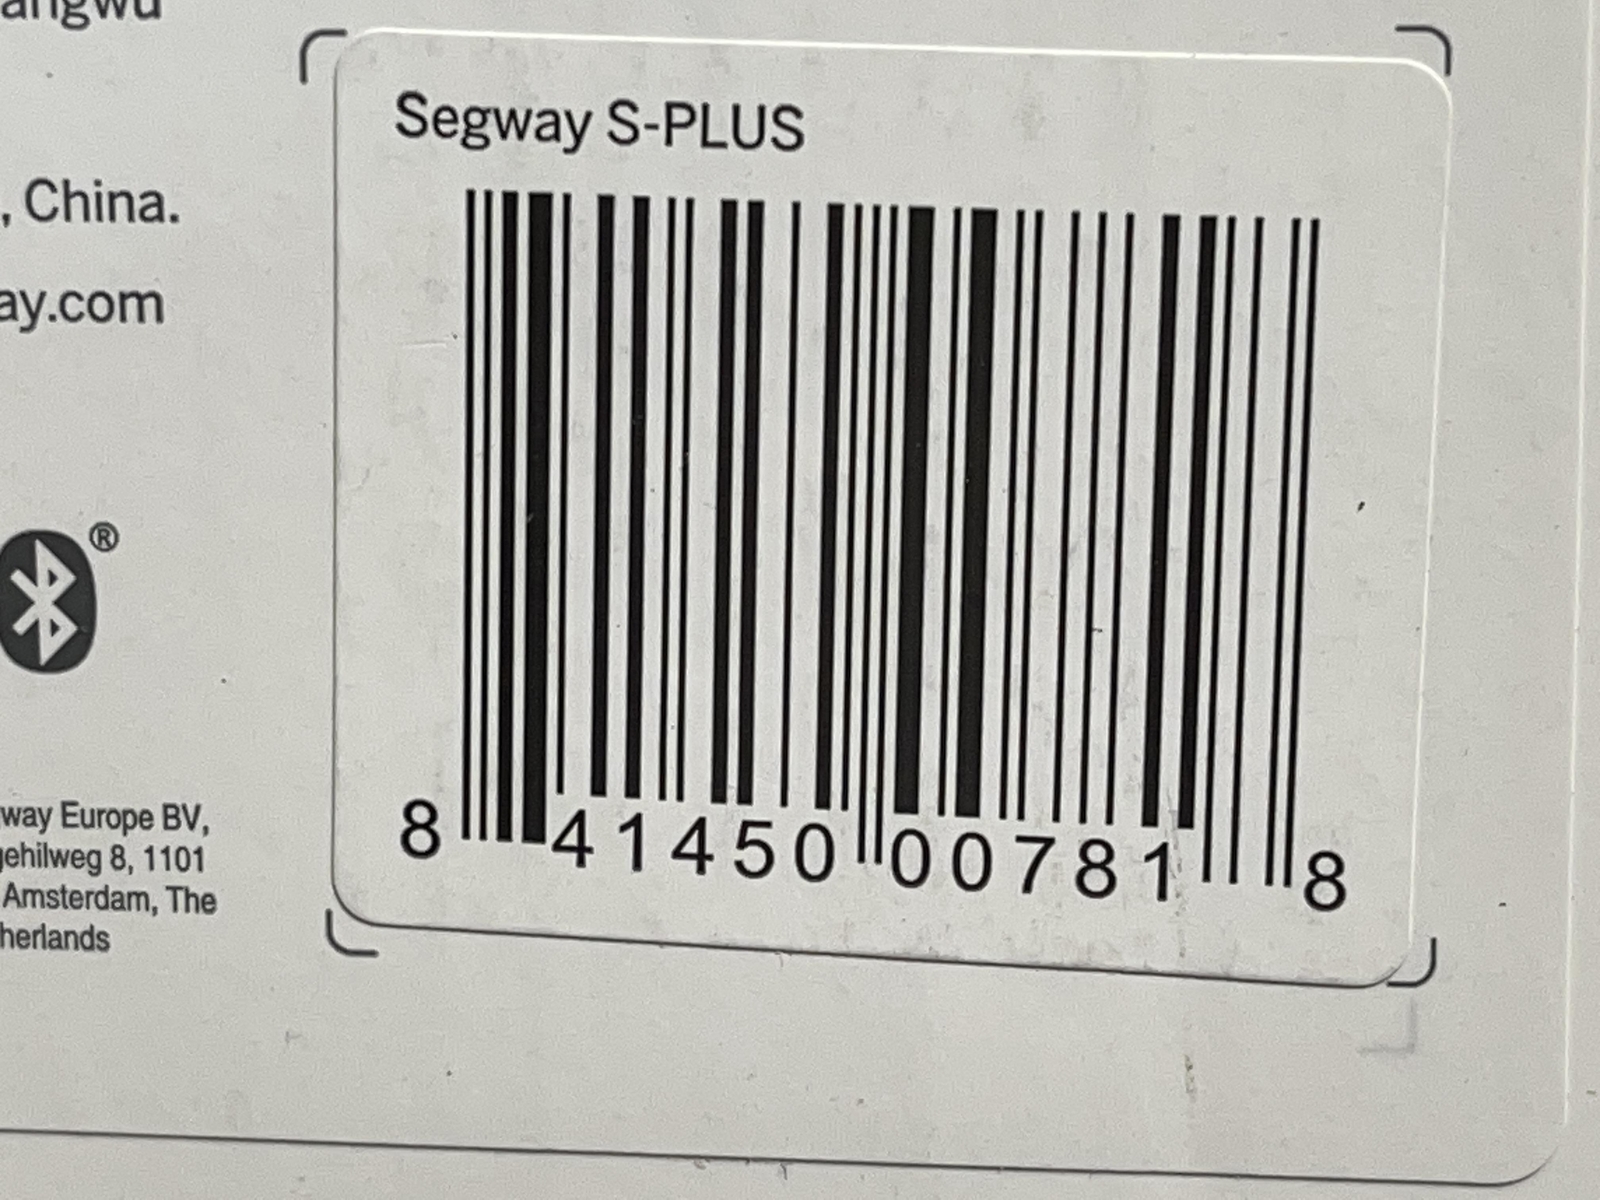 Segway S-PLUS
, China.
ay.com
®
way Europe BV,
gehilweg 8, 1101
Amsterdam, The
herlands
8 41450 00781 8